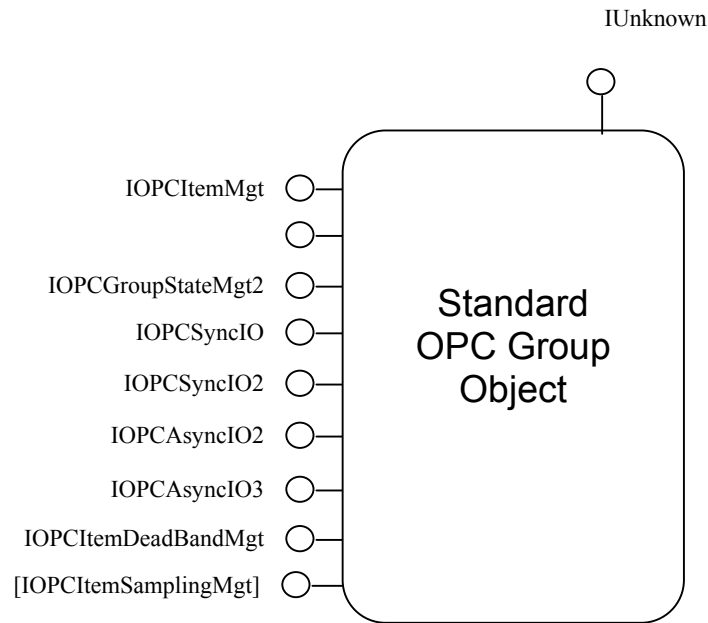 IUnknown
IOPCItemMgt
IOPCGroupStateMgt2
IOPCSyncIO
IOPCSyncIO2
IOPCAsyncIO2
IOPCAsyncIO3
IOPCItemDeadBandMgt
[IOPCItemSamplingMgt]
Standard
OPC Group
Object